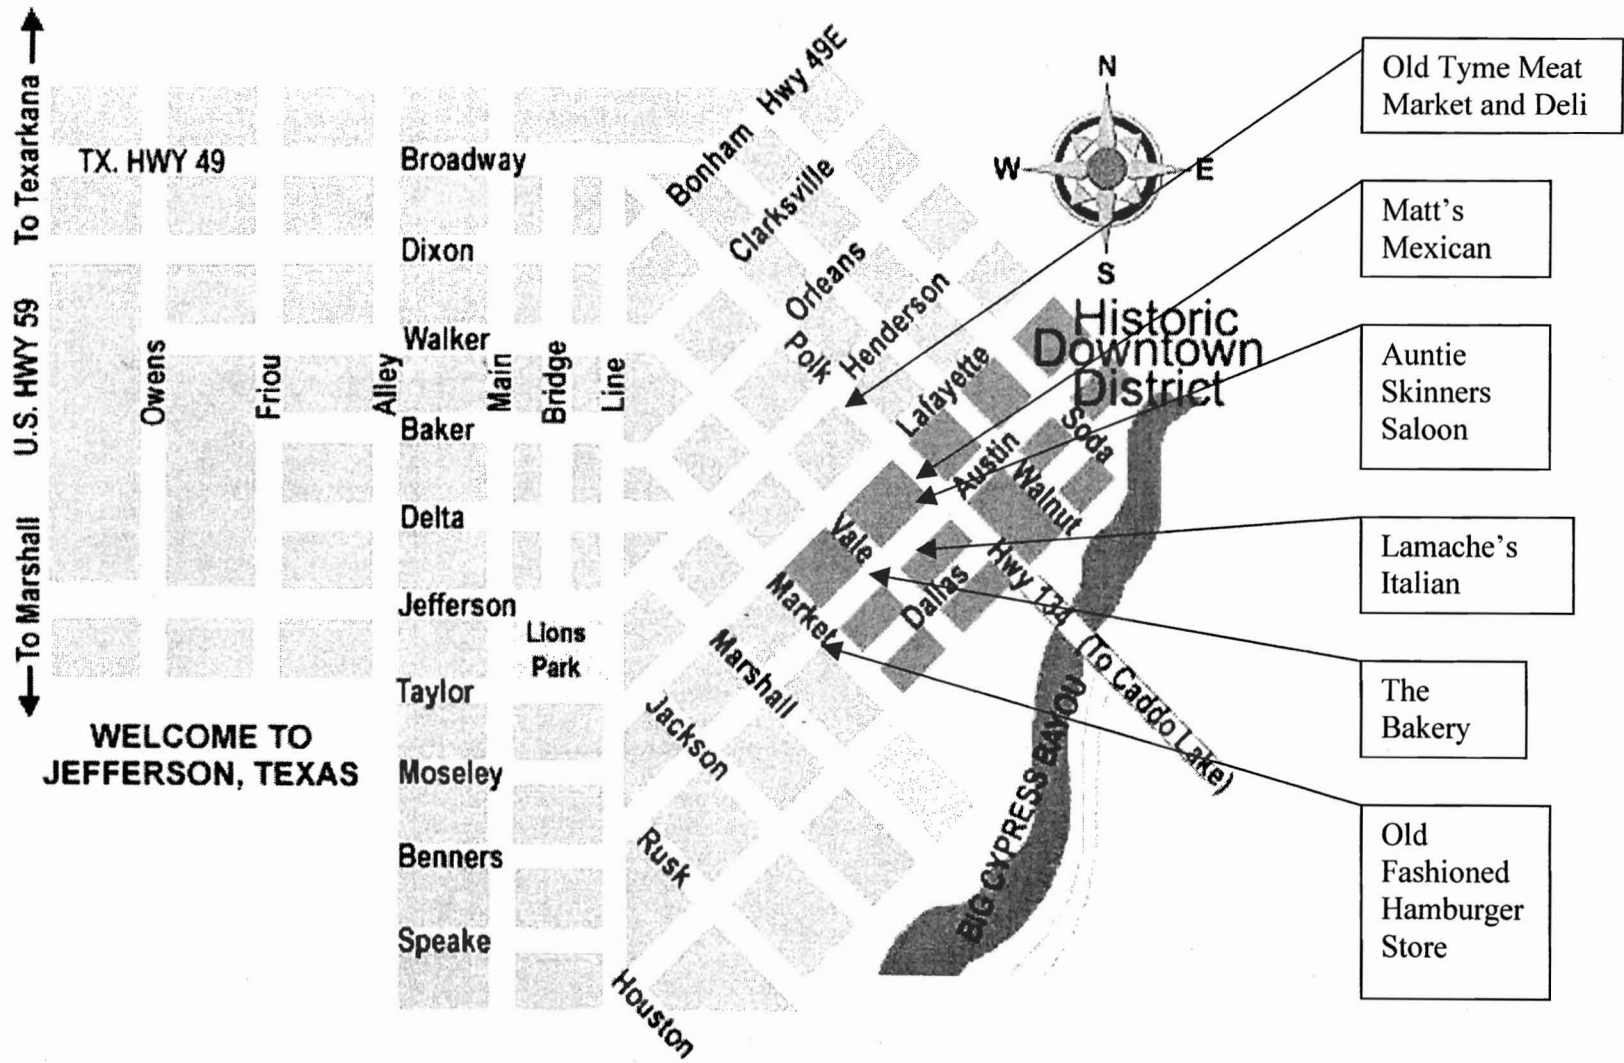 To Texarkana
U.S. HWY 59
To Marshall
TX. HWY 49
Broadway
Dixon
Walker
Owens
Friou
Alley
Main
Bridge
Line
Baker
Delta
Jefferson
Lions
Park
Taylor
Moseley
Benners
Speake
WELCOME TO
JEFFERSON, TEXAS
Bonham Hwy 49E
Clarksville
Orleans
Polk
Henderson
Lafayette
Austin
Soda
Walnut
Vale
Hwy 134 (To Caddo Lake)
Dallas
Market
Marshall
Jackson
Rusk
Houston
BIG CYPRESS BAYOU
N
W
E
S
Historic
Downtown
District
Old Tyme Meat
Market and Deli
Matt's
Mexican
Auntie
Skinners
Saloon
Lamache's
Italian
The
Bakery
Old
Fashioned
Hamburger
Store